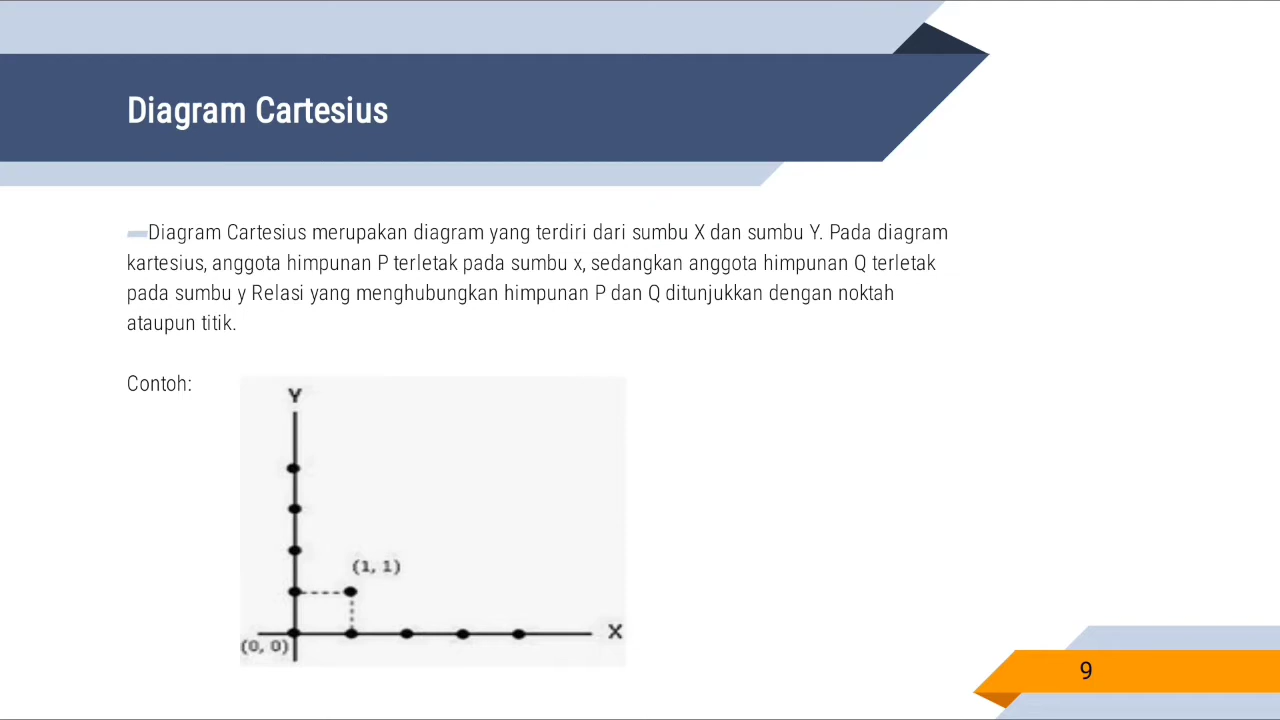 Diagram Cartesius
Diagram Cartesius merupakan diagram yang terdiri dari sumbu X dan sumbu Y. Pada diagram
kartesius, anggota himpunan P terletak pada sumbu x, sedangkan anggota himpunan Q terletak
pada sumbu y Relasi yang menghubungkan himpunan P dan Q ditunjukkan dengan noktah
ataupun titik.
Contoh:
Y
(1, 1)
X
(0, 0)
9